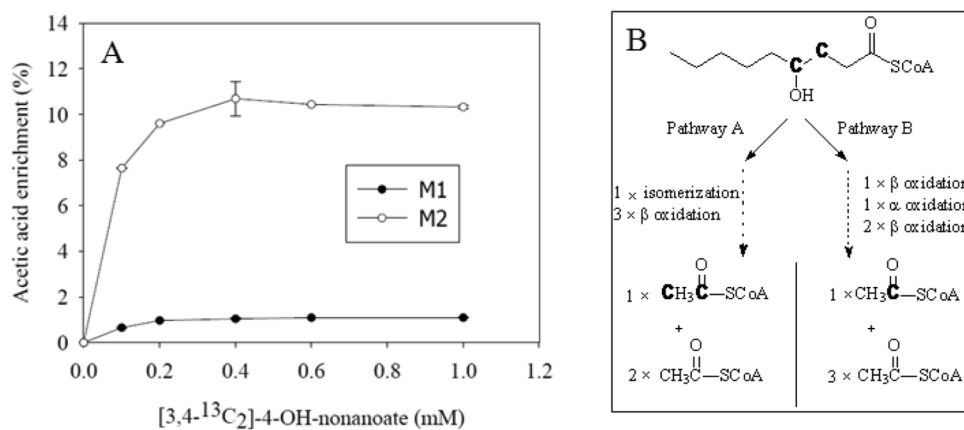 A
Acetic acid enrichment (%)
14
12
10
8
6
4
2
0
M1
M2
0.0 0.2 0.4 0.6 0.8 1.0 1.2
[3,4-13C2]-4-OH-nonanoate (mM)
B
O
C
C
SCoA
OH
Pathway A Pathway B
1 × isomerization
3 × β oxidation
1 × β oxidation
1 × α oxidation
2 × β oxidation
O
1 × CH3C—SCoA
+
O
2 × CH3C—SCoA
O
1×CH3C—SCoA
+
O
3 × CH3C—SCoA